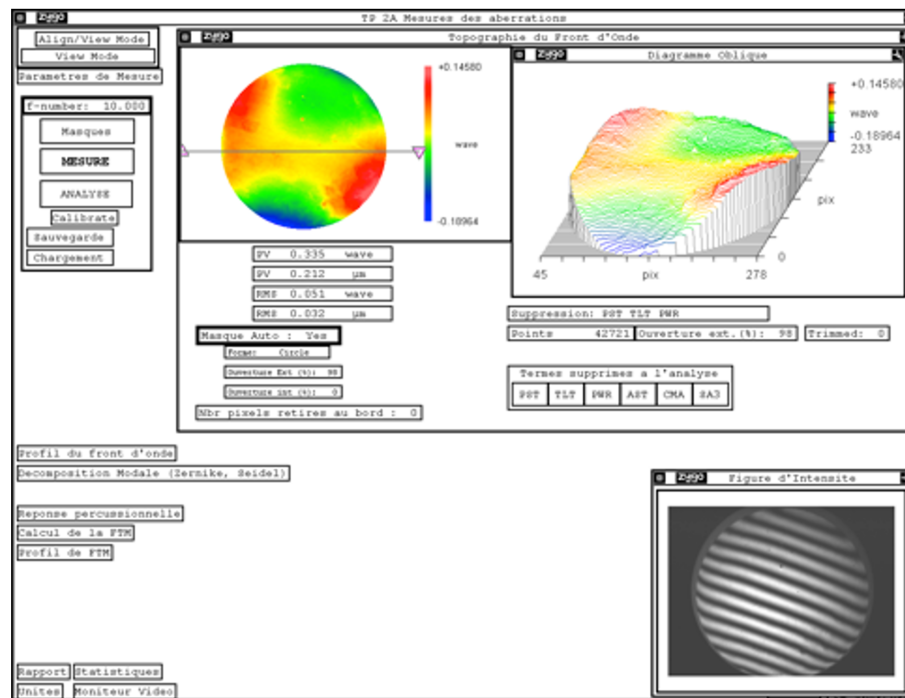 zygo TP 2A Mesures des aberrations
Align/View Mode
View Mode
Parametres de Mesure
f-number: 10.000
Masques
MESURE
ANALYSE
Calibrate
Sauvegarde
Chargement
zygo Topographie du Front d'Onde
+0.14580
wave
-0.18964
zygo Diagramme Oblique
+0.14580
wave
-0.18964
233
pix
0
45
pix
278
PV 0.335 wave
PV 0.212 µm
RMS 0.051 wave
RMS 0.032 µm
Masque Auto : Yes
Forme: Circle
Ouverture Ext (%): 98
Ouverture int (%): 0
Nbr pixels retires au bord : 0
Suppression: PST TLT PWR
Points 42721 Ouverture ext.(%): 98 Trimmed: 0
Termes supprimes a l'analyse
PST TLT PWR AST CMA SA3
Profil du front d'onde
Decomposition Modale (Zernike, Seidel)
Reponse percussionnelle
Calcul de la FTM
Profil de FTM
zygo Figure d'Intensite
Rapport Statistiques
Unites Moniteur Video